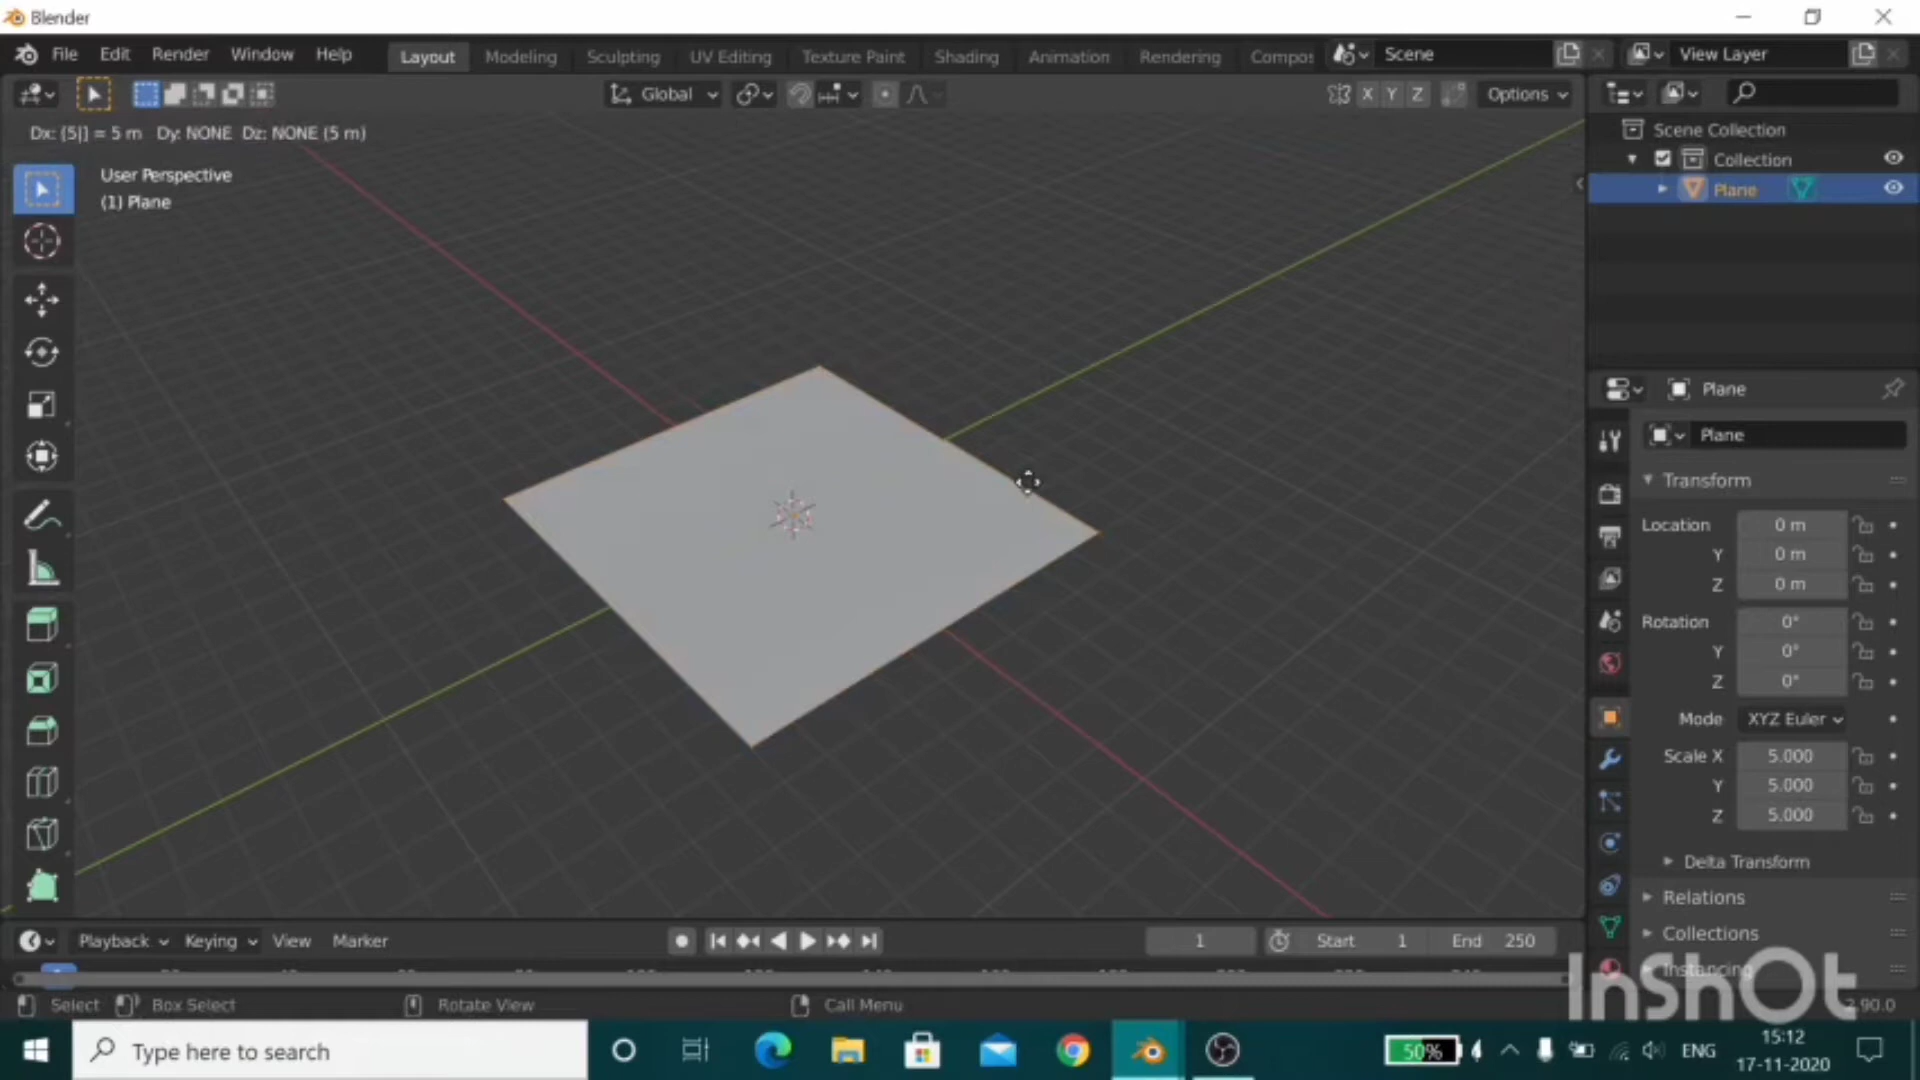 Blender
File Edit Render Window Help Layout Modeling Sculpting UV Editing Texture Paint Shading Animation Rendering Compos Scene View Layer
Global X Y Z Options
Dx: [5|] = 5 m Dy: NONE Dz: NONE (5 m)
User Perspective
(1) Plane
Scene Collection
Collection
Plane
Plane
Plane
Transform
Location 0 m
Y 0 m
Z 0 m
Rotation 0°
Y 0°
Z 0°
Mode XYZ Euler
Scale X 5.000
Y 5.000
Z 5.000
Delta Transform
Relations
Collections
Instancing
Playback Keying View Marker 1 Start 1 End 250
Select Box Select Rotate View Call Menu 2.90.0
InShOt
Type here to search
50% ENG
15:12
17-11-2020